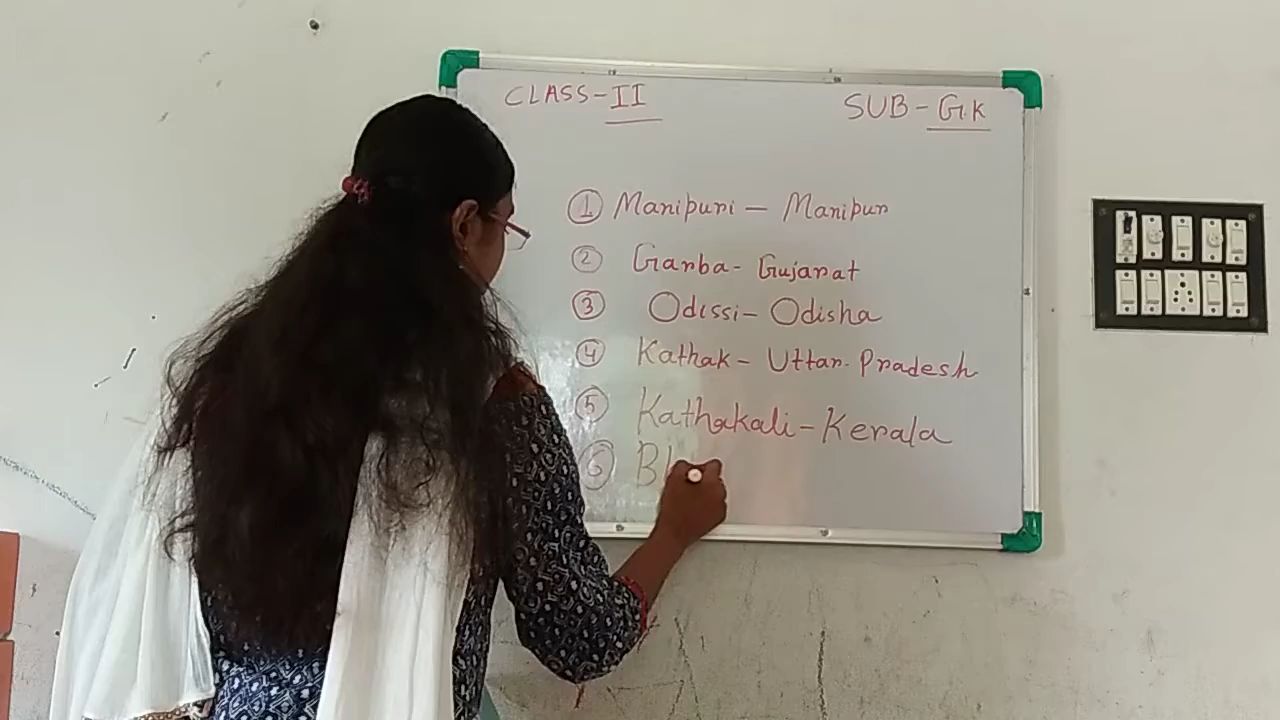 CLASS-II
SUB-G.K
1 Manipuri - Manipur
2 Garba - Gujarat
3 Odissi - Odisha
4 Kathak - Uttar. Pradesh
5 Kathakali - Kerala
6